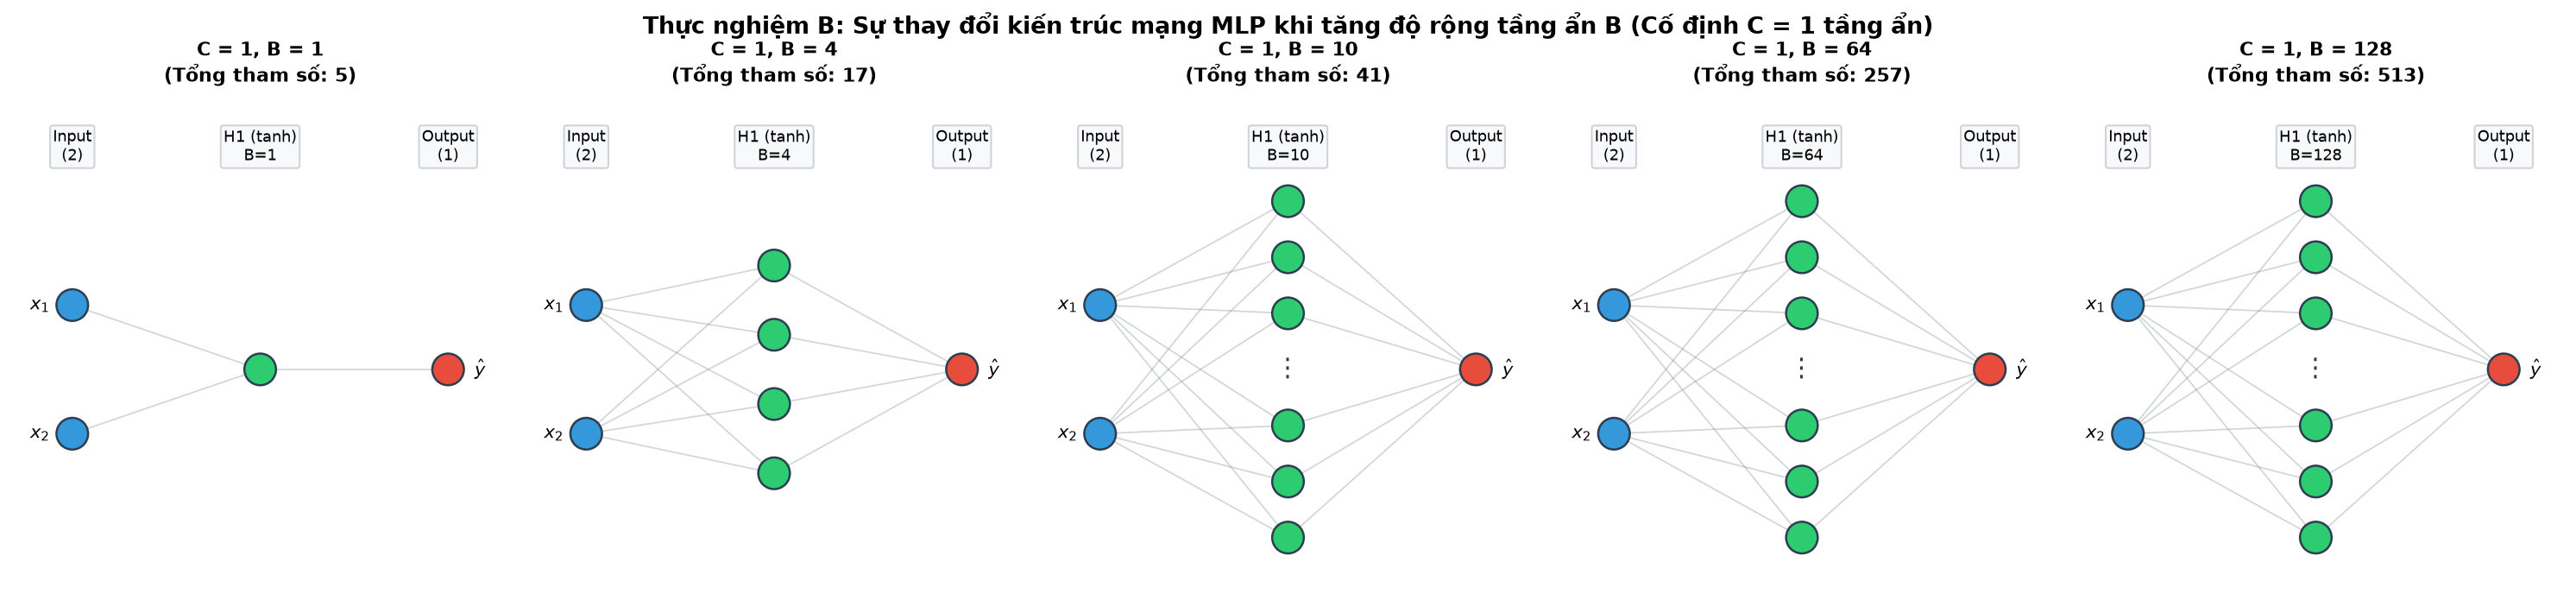 Thực nghiệm B: Sự thay đổi kiến trúc mạng MLP khi tăng độ rộng tầng ẩn B (Cố định C = 1 tầng ẩn)
C = 1, B = 1
(Tổng tham số: 5)
Input
(2)
H1 (tanh)
B=1
Output
(1)
x₁
x₂
ŷ
C = 1, B = 4
(Tổng tham số: 17)
Input
(2)
H1 (tanh)
B=4
Output
(1)
x₁
x₂
ŷ
C = 1, B = 10
(Tổng tham số: 41)
Input
(2)
H1 (tanh)
B=10
Output
(1)
x₁
x₂
⋮
ŷ
C = 1, B = 64
(Tổng tham số: 257)
Input
(2)
H1 (tanh)
B=64
Output
(1)
x₁
x₂
⋮
ŷ
C = 1, B = 128
(Tổng tham số: 513)
Input
(2)
H1 (tanh)
B=128
Output
(1)
x₁
x₂
⋮
ŷ